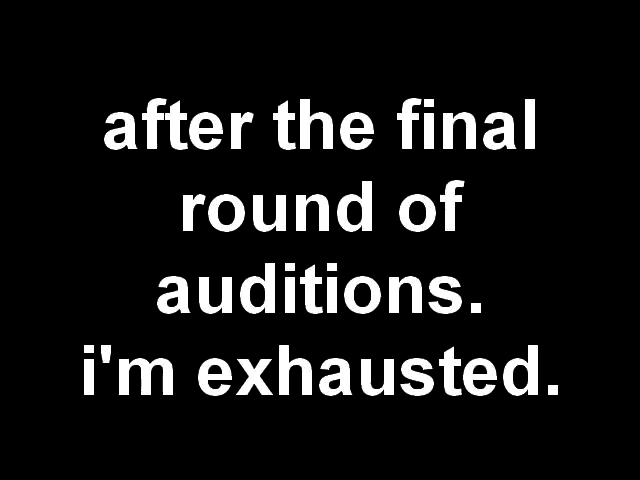 after the final
round of
auditions.
i'm exhausted.